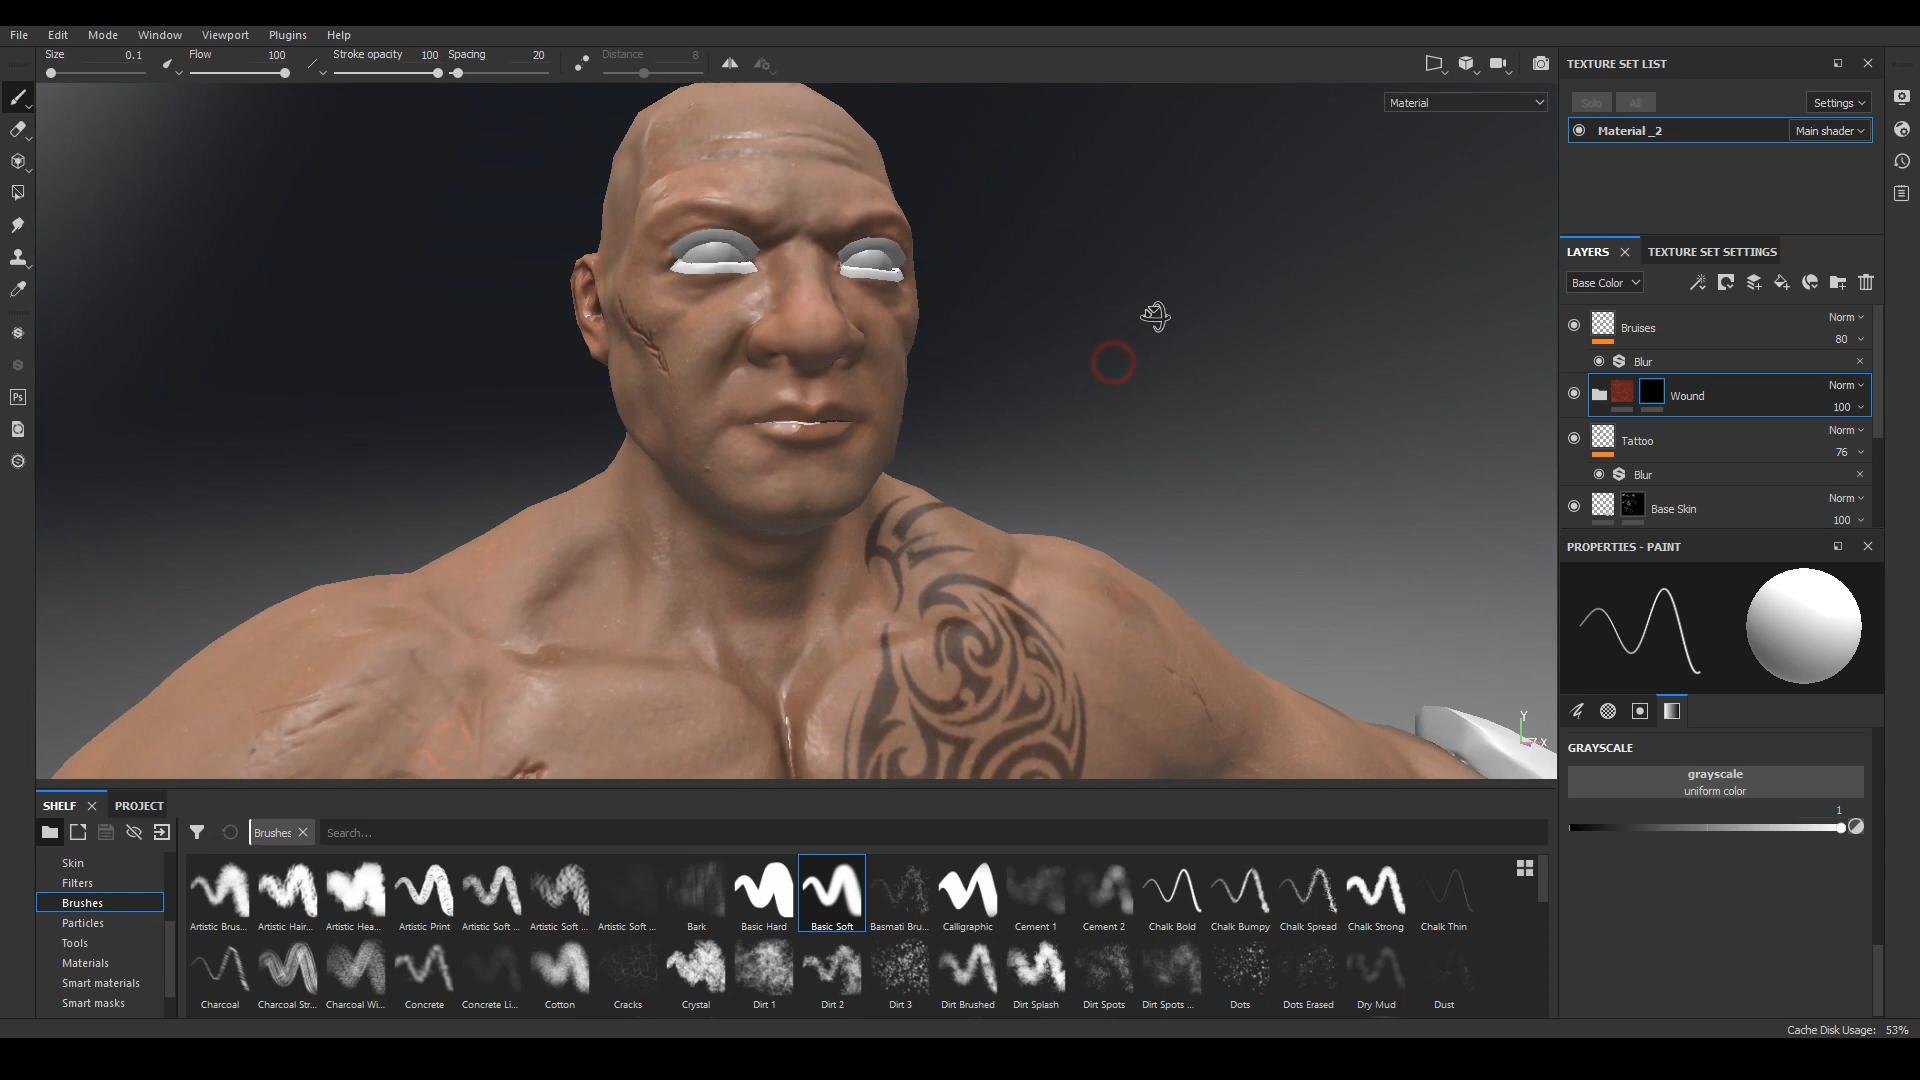 File Edit Mode Window Viewport Plugins Help
Size 0.1 Flow 100 Stroke opacity 100 Spacing 20 Distance 8
Material
TEXTURE SET LIST
Solo All Settings
Material _2 Main shader
LAYERS TEXTURE SET SETTINGS
Base Color
Bruises Norm 80
Blur
Wound Norm 100
Tattoo Norm 76
Blur
Base Skin Norm 100
PROPERTIES - PAINT
GRAYSCALE
grayscale
uniform color
1
Y
Z X
Ps
SHELF PROJECT
Brushes Search...
Skin
Filters
Brushes
Particles
Tools
Materials
Smart materials
Smart masks
Artistic Brus... Artistic Hair... Artistic Hea... Artistic Print Artistic Soft ... Artistic Soft ... Artistic Soft ... Bark Basic Hard Basic Soft Basmati Bru... Calligraphic Cement 1 Cement 2 Chalk Bold Chalk Bumpy Chalk Spread Chalk Strong Chalk Thin
Charcoal Charcoal Str... Charcoal Wi... Concrete Concrete Li... Cotton Cracks Crystal Dirt 1 Dirt 2 Dirt 3 Dirt Brushed Dirt Splash Dirt Spots Dirt Spots ... Dots Dots Erased Dry Mud Dust
Cache Disk Usage: 53%